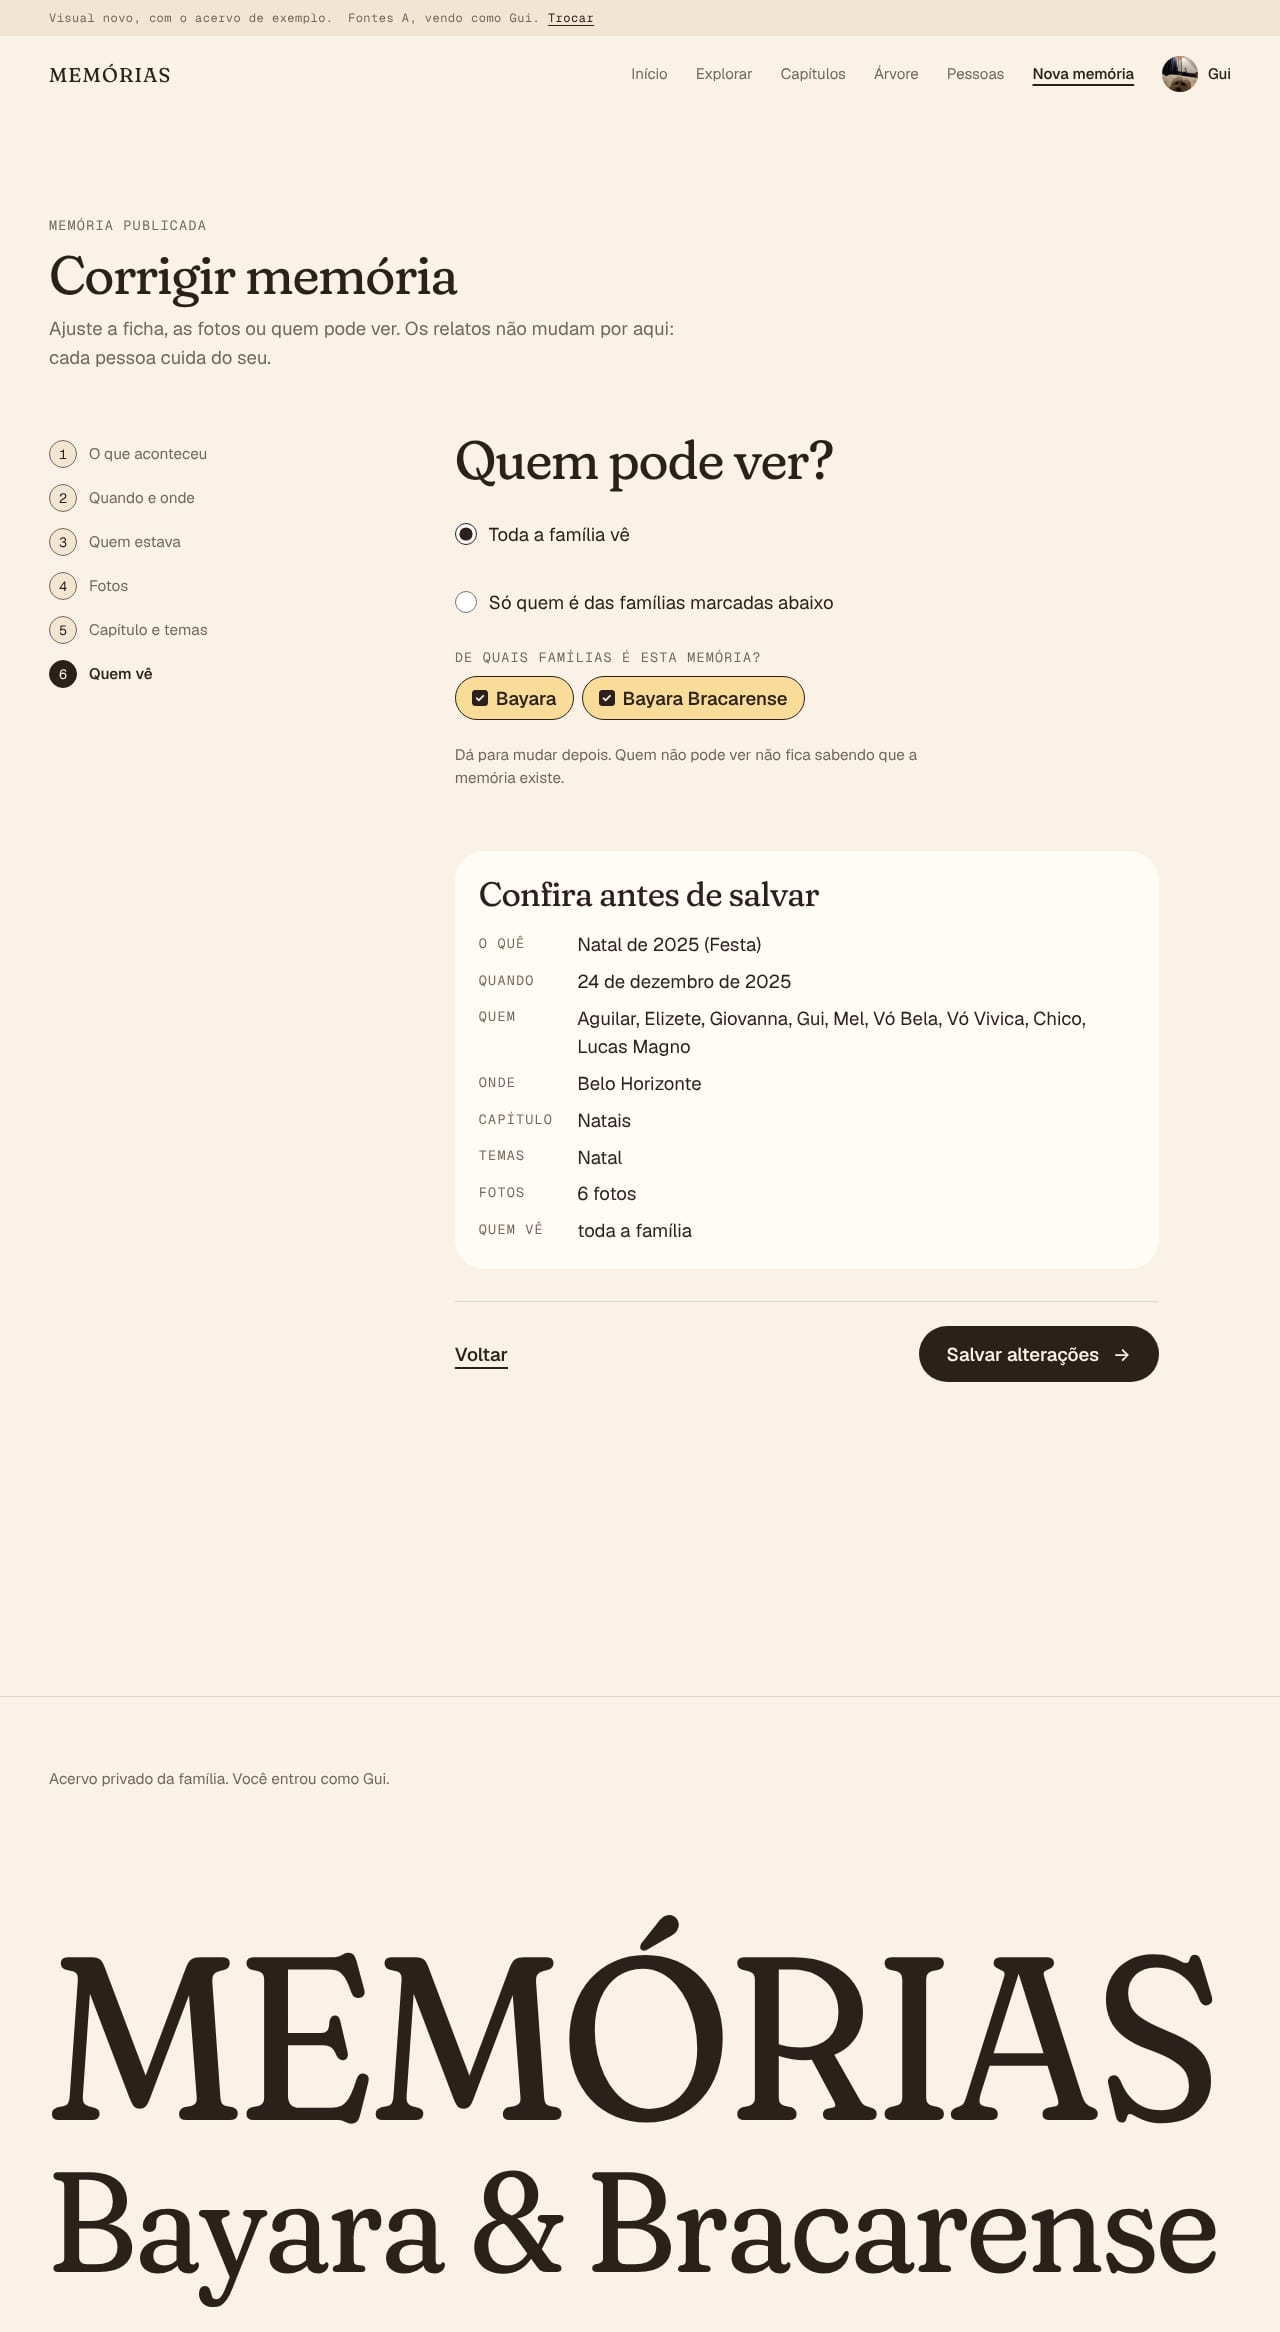 Visual novo, com o acervo de exemplo. Fontes A, vendo como Gui. Trocar
MEMÓRIAS
Início Explorar Capítulos Árvore Pessoas Nova memória Gui
MEMÓRIA PUBLICADA
Corrigir memória
Ajuste a ficha, as fotos ou quem pode ver. Os relatos não mudam por aqui:
cada pessoa cuida do seu.
1 O que aconteceu
2 Quando e onde
3 Quem estava
4 Fotos
5 Capítulo e temas
6 Quem vê
Quem pode ver?
Toda a família vê
Só quem é das famílias marcadas abaixo
DE QUAIS FAMÍLIAS É ESTA MEMÓRIA?
Bayara Bayara Bracarense
Dá para mudar depois. Quem não pode ver não fica sabendo que a
memória existe.
Confira antes de salvar
O QUÊ Natal de 2025 (Festa)
QUANDO 24 de dezembro de 2025
QUEM Aguilar, Elizete, Giovanna, Gui, Mel, Vó Bela, Vó Vivica, Chico,
Lucas Magno
ONDE Belo Horizonte
CAPÍTULO Natais
TEMAS Natal
FOTOS 6 fotos
QUEM VÊ toda a família
Voltar Salvar alterações →
Acervo privado da família. Você entrou como Gui.
MEMÓRIAS
Bayara & Bracarense